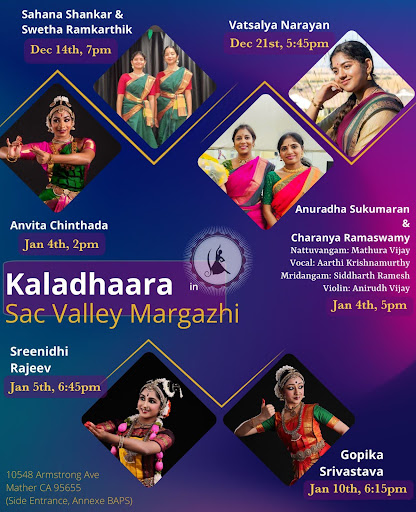 Sahana Shankar &
Swetha Ramkarthik
Dec 14th, 7pm
Vatsalya Narayan
Dec 21st, 5:45pm
Anvita Chinthada
Jan 4th, 2pm
Anuradha Sukumaran
&
Charanya Ramaswamy
Nattuvangam: Mathura Vijay
Vocal: Aarthi Krishnamurthy
Mridangam: Siddharth Ramesh
Violin: Anirudh Vijay
Jan 4th, 5pm
Kaladhaara in
Sac Valley Margazhi
Sreenidhi
Rajeev
Jan 5th, 6:45pm
Gopika
Srivastava
Jan 10th, 6:15pm
10548 Armstrong Ave
Mather CA 95655
(Side Entrance, Annexe BAPS)